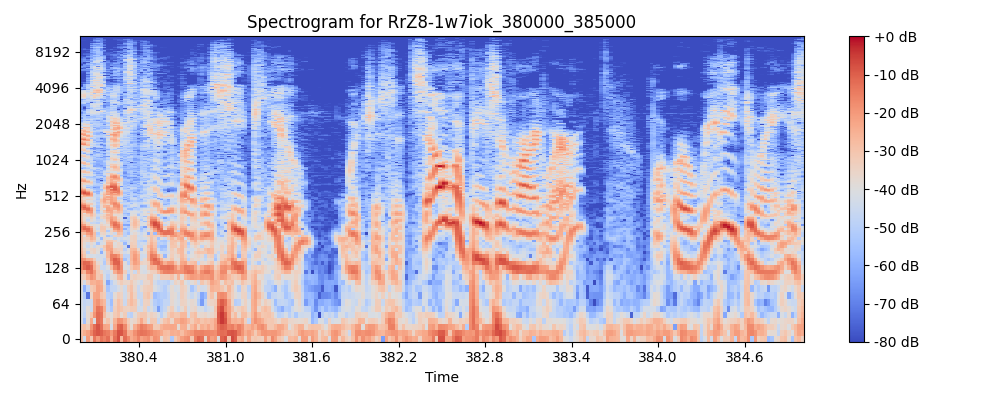 Spectrogram for RrZ8-1w7iok_380000_385000
8192
4096
2048
1024
512
256
128
64
0
Hz
380.4 381.0 381.6 382.2 382.8 383.4 384.0 384.6
Time
+0 dB
-10 dB
-20 dB
-30 dB
-40 dB
-50 dB
-60 dB
-70 dB
-80 dB